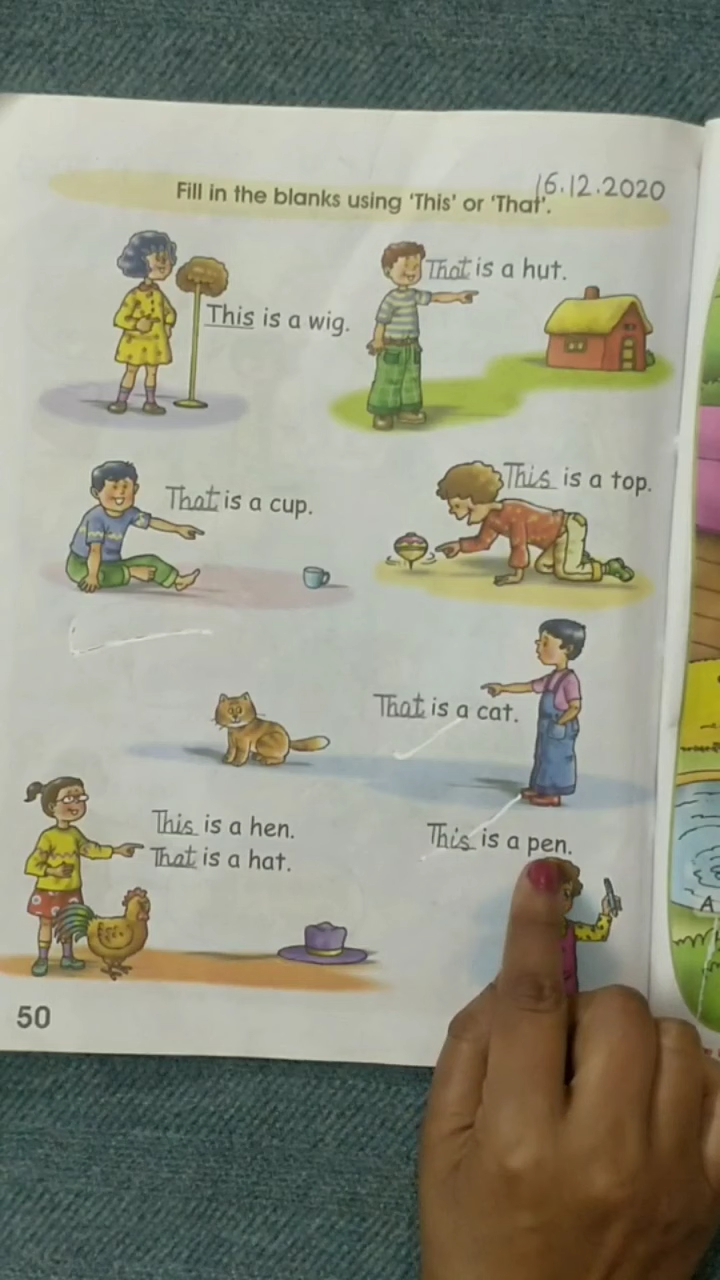 16.12.2020
Fill in the blanks using 'This' or 'That'.
This is a wig.
That is a hut.
That is a cup.
This is a top.
That is a cat.
This is a hen.
That is a hat.
This is a pen.
50
A